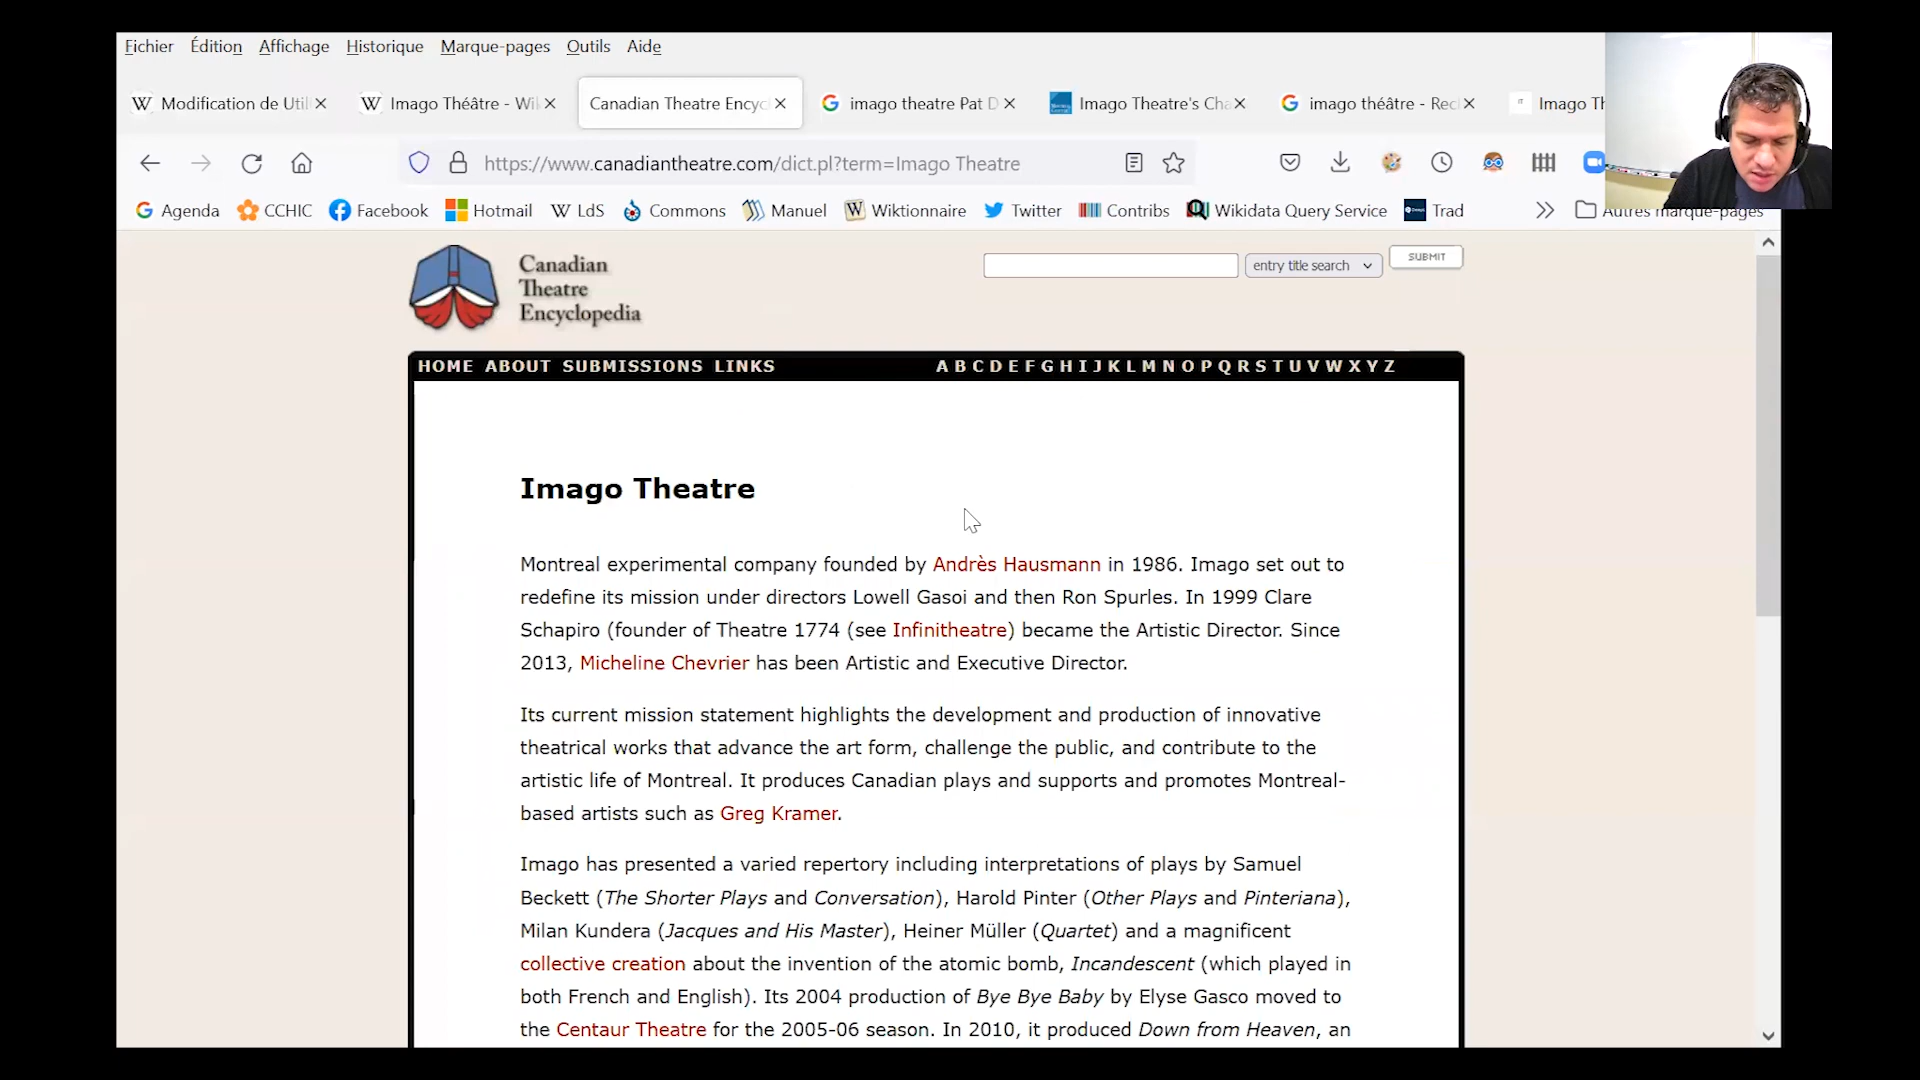 Fichier Édition Affichage Historique Marque-pages Outils Aide
Modification de Util Imago Théâtre - Wik Canadian Theatre Encyc imago theatre Pat D Imago Theatre's Cha imago théâtre - Rec Imago Th
https://www.canadiantheatre.com/dict.pl?term=Imago Theatre
Agenda CCHIC Facebook Hotmail LdS Commons Manuel Wiktionnaire Twitter Contribs Wikidata Query Service Trad Autres marque-pages
Canadian
Theatre
Encyclopedia
entry title search SUBMIT
HOME ABOUT SUBMISSIONS LINKS A B C D E F G H I J K L M N O P Q R S T U V W X Y Z
Imago Theatre
Montreal experimental company founded by Andrès Hausmann in 1986. Imago set out to
redefine its mission under directors Lowell Gasoi and then Ron Spurles. In 1999 Clare
Schapiro (founder of Theatre 1774 (see Infinitheatre) became the Artistic Director. Since
2013, Micheline Chevrier has been Artistic and Executive Director.
Its current mission statement highlights the development and production of innovative
theatrical works that advance the art form, challenge the public, and contribute to the
artistic life of Montreal. It produces Canadian plays and supports and promotes Montreal-
based artists such as Greg Kramer.
Imago has presented a varied repertory including interpretations of plays by Samuel
Beckett (The Shorter Plays and Conversation), Harold Pinter (Other Plays and Pinteriana),
Milan Kundera (Jacques and His Master), Heiner Müller (Quartet) and a magnificent
collective creation about the invention of the atomic bomb, Incandescent (which played in
both French and English). Its 2004 production of Bye Bye Baby by Elyse Gasco moved to
the Centaur Theatre for the 2005-06 season. In 2010, it produced Down from Heaven, an